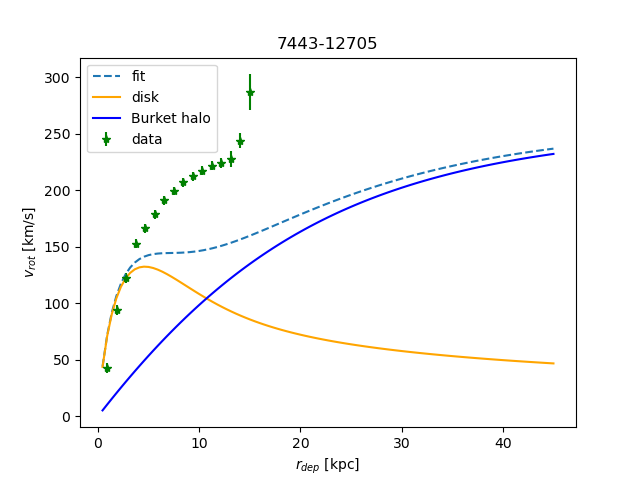 7443-12705
fit
disk
Burket halo
data
300
250
200
150
100
50
0
v_rot [km/s]
0 10 20 30 40
r_dep [kpc]